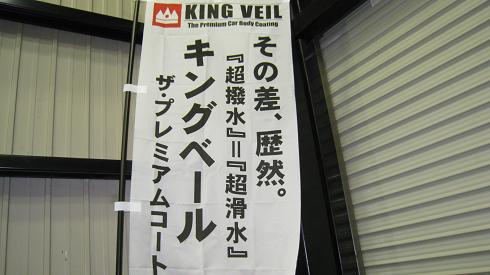 KING VEIL
The Premium Car Body Coating
その差、歴然。
『超撥水』=『超滑水』
キングベール
ザ・プレミアムコート